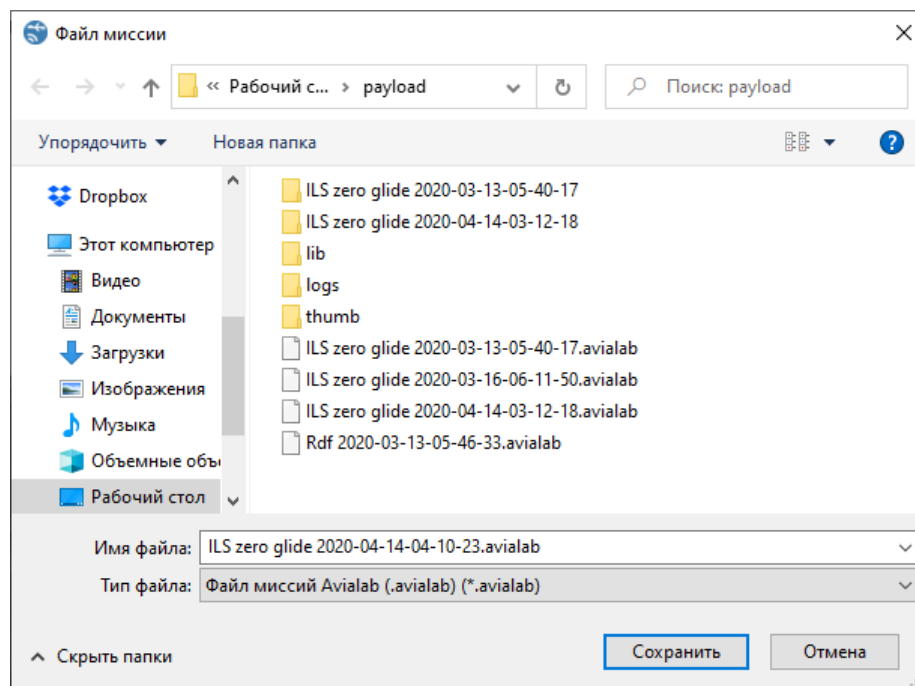 Файл миссии
« Рабочий с... › payload
Поиск: payload
Упорядочить
Новая папка
?
Dropbox
Этот компьютер
Видео
Документы
Загрузки
Изображения
Музыка
Объемные объ
Рабочий стол
ILS zero glide 2020-03-13-05-40-17
ILS zero glide 2020-04-14-03-12-18
lib
logs
thumb
ILS zero glide 2020-03-13-05-40-17.avialab
ILS zero glide 2020-03-16-06-11-50.avialab
ILS zero glide 2020-04-14-03-12-18.avialab
Rdf 2020-03-13-05-46-33.avialab
Имя файла: ILS zero glide 2020-04-14-04-10-23.avialab
Тип файла: Файл миссий Avialab (.avialab) (*.avialab)
Скрыть папки
Сохранить
Отмена